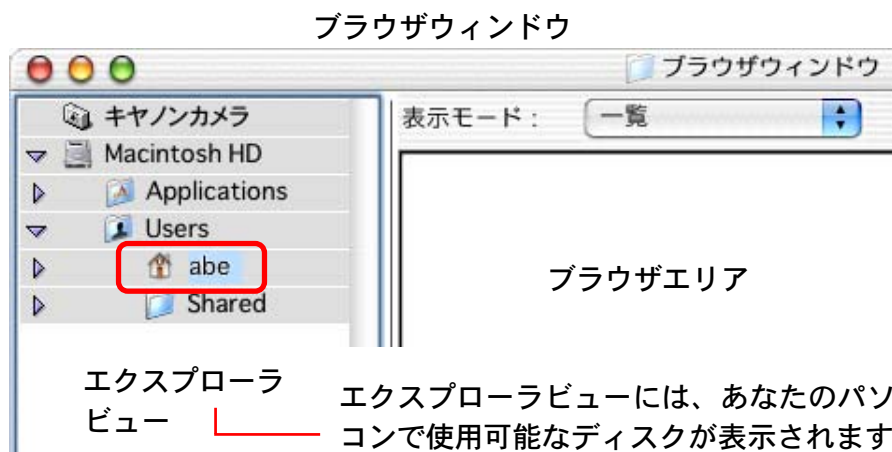 ブラウザウィンドウ
ブラウザウィンドウ
キヤノンカメラ
表示モード：
一覧
Macintosh HD
Applications
Users
abe
ブラウザエリア
Shared
エクスプローラ
ビュー
エクスプローラビューには、あなたのパソ
コンで使用可能なディスクが表示されます